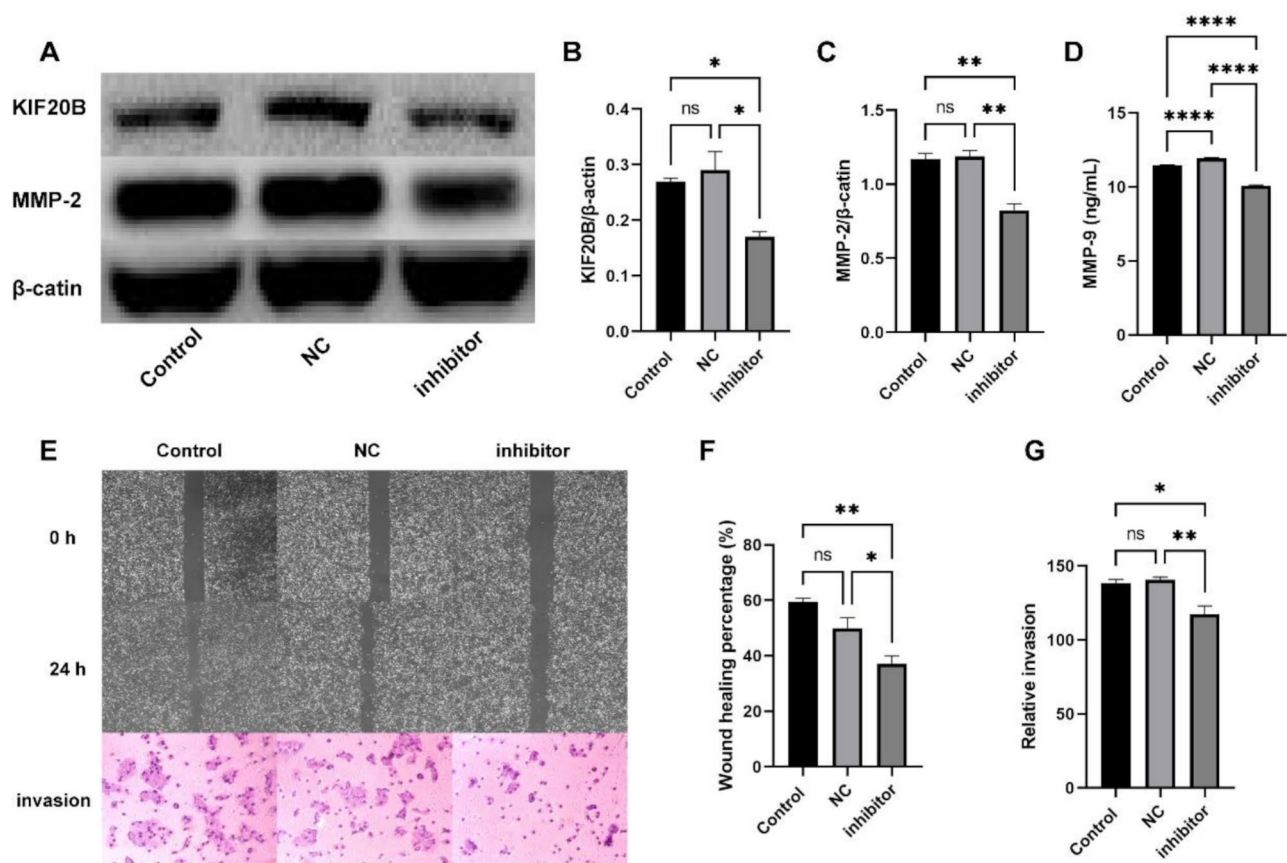 A
KIF20B
MMP-2
β-catin
Control
NC
inhibitor
B
KIF20B/β-actin
0.4
0.3
0.2
0.1
0.0
*
ns
*
Control
NC
inhibitor
C
MMP-2/β-catin
1.5
1.0
0.5
0.0
**
ns
**
Control
NC
inhibitor
D
MMP-9 (ng/mL)
15
10
5
0
****
****
****
Control
NC
inhibitor
E
Control
NC
inhibitor
0 h
24 h
invasion
F
Wound healing percentage (%)
80
60
40
20
0
**
ns
*
Control
NC
inhibitor
G
Relative invasion
150
100
50
0
*
ns
**
Control
NC
inhibitor